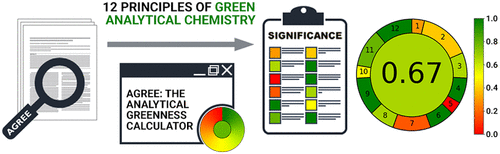 12 PRINCIPLES OF GREEN
ANALYTICAL CHEMISTRY
AGREE
AGREE: THE
ANALYTICAL
GREENNESS
CALCULATOR
SIGNIFICANCE
0.67
1
2
3
4
5
6
7
8
9
10
11
12
1.0
0.8
0.6
0.4
0.2
0.0